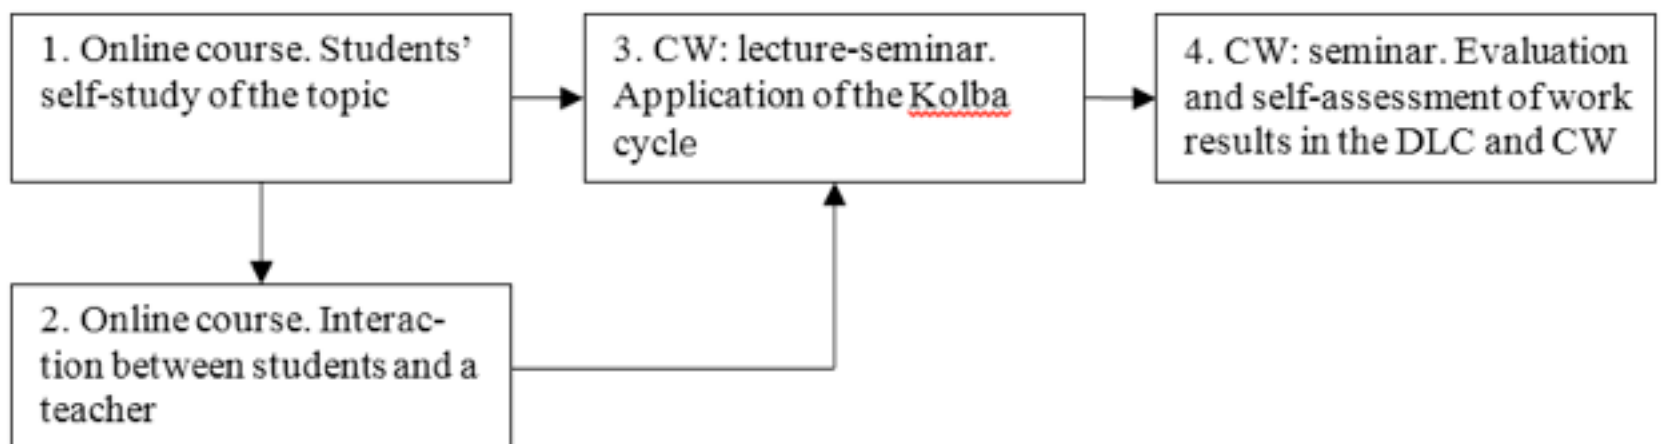 1. Online course. Students’
self-study of the topic
2. Online course. Interac-
tion between students and a
teacher
3. CW: lecture-seminar.
Application of the Kolba
cycle
4. CW: seminar. Evaluation
and self-assessment of work
results in the DLC and CW